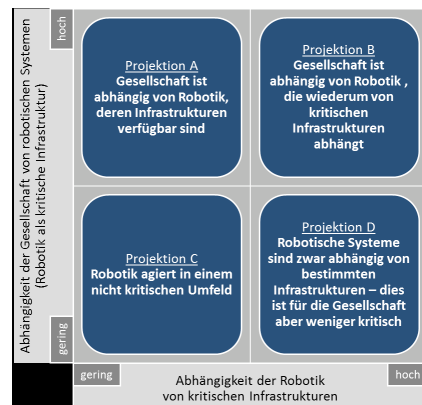 Abhängigkeit der Gesellschaft von robotischen Systemen
(Robotik als kritische Infrastruktur)
hoch
gering
Projektion A
Gesellschaft ist
abhängig von Robotik,
deren Infrastrukturen
verfügbar sind
Projektion B
Gesellschaft ist
abhängig von Robotik ,
die wiederum von
kritischen
Infrastrukturen
abhängt
Projektion C
Robotik agiert in einem
nicht kritischen Umfeld
Projektion D
Robotische Systeme
sind zwar abhängig von
bestimmten
Infrastrukturen – dies
ist für die Gesellschaft
aber weniger kritisch
gering
hoch
Abhängigkeit der Robotik
von kritischen Infrastrukturen